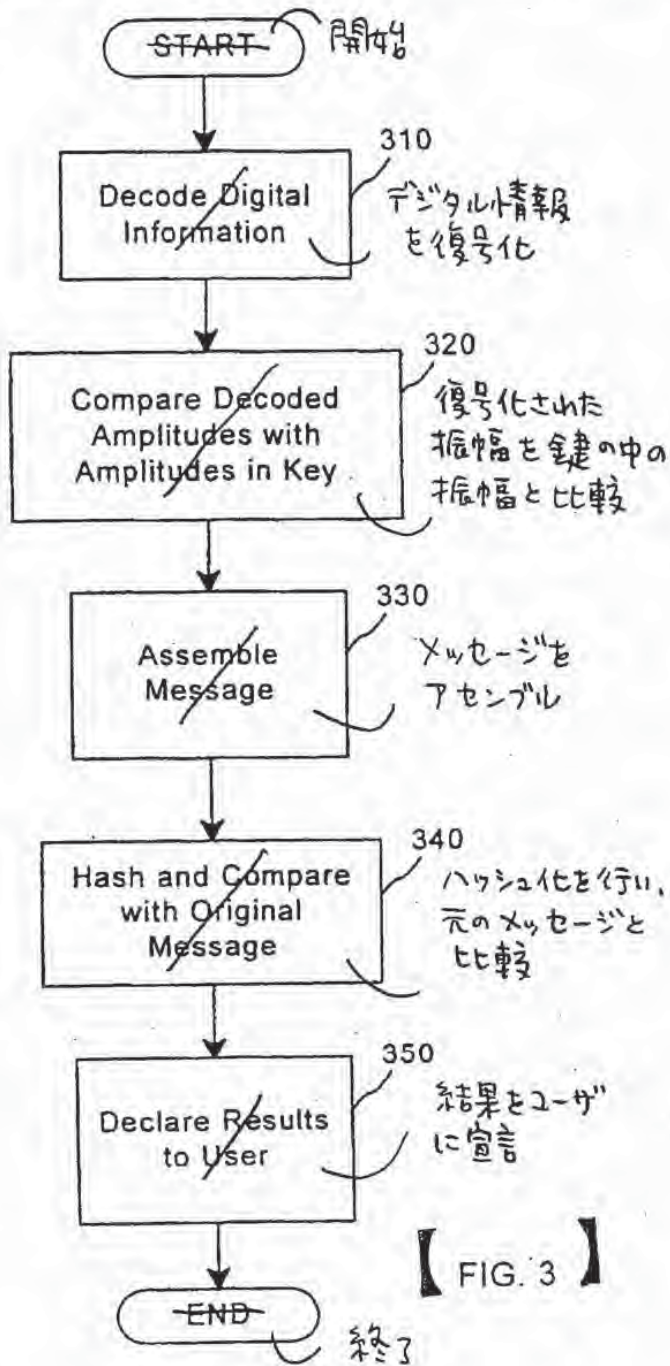 START
開始
310
Decode Digital
Information
デジタル情報
を復号化
320
Compare Decoded
Amplitudes with
Amplitudes in Key
復号化された
振幅を鍵の中の
振幅と比較
330
Assemble
Message
メッセージを
アセンブル
340
Hash and Compare
with Original
Message
ハッシュ化を行い、
元のメッセージと
比較
350
Declare Results
to User
結果をユーザ
に宣言
END
終了
【 FIG. 3 】